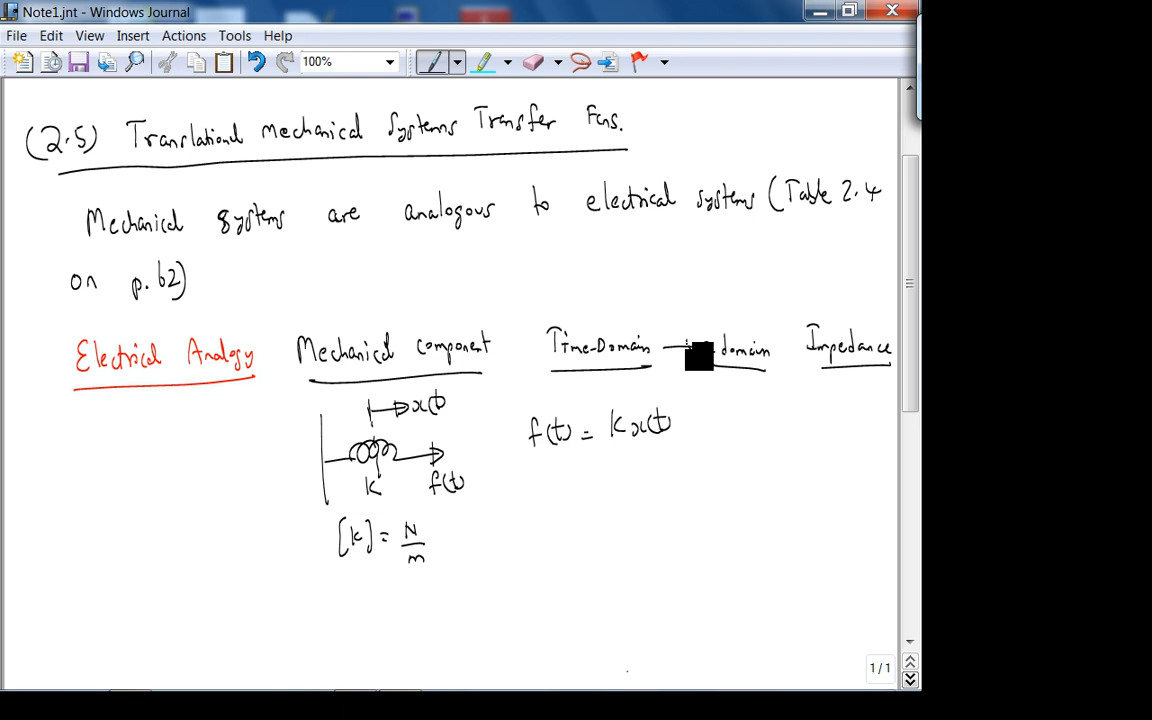 Note1.jnt - Windows Journal
File Edit View Insert Actions Tools Help
100%
(2.5) Translational Mechanical Systems Transfer Fcns.
Mechanical systems are analogous to electrical systems (Table 2.4
on p.62)
Electrical Analogy Mechanical component Time-Domain domain Impedance
x(t)
f(t) = K x(t)
K f(t)
[K] = N/m
1/1